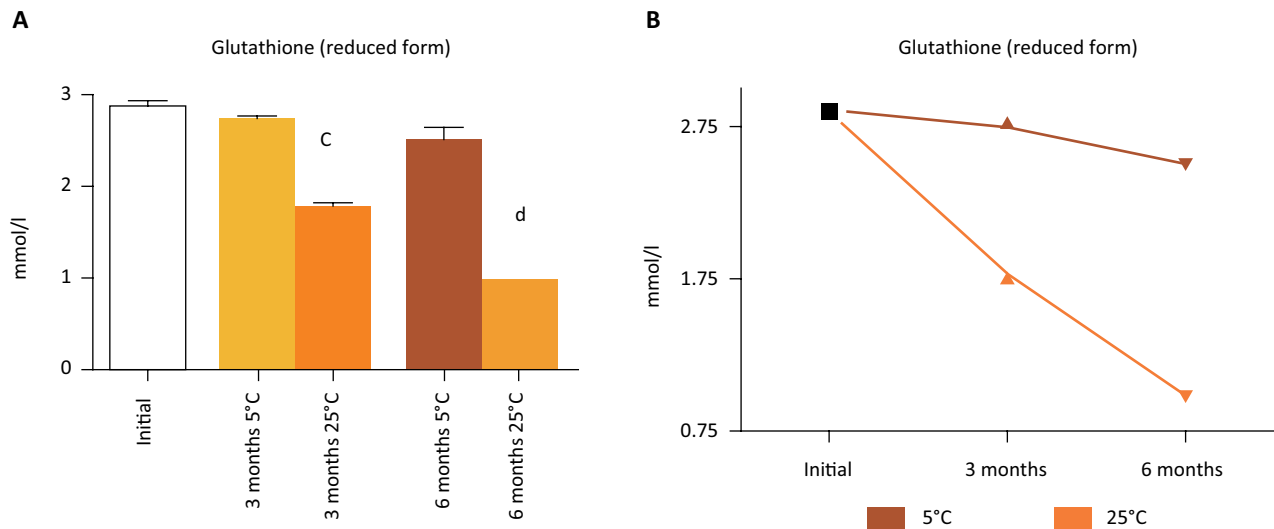 A
Glutathione (reduced form)
mmol/l
3
2
1
0
C
d
Initial
3 months 5°C
3 months 25°C
6 months 5°C
6 months 25°C
B
Glutathione (reduced form)
mmol/l
2.75
1.75
0.75
Initial 3 months 6 months
5°C 25°C